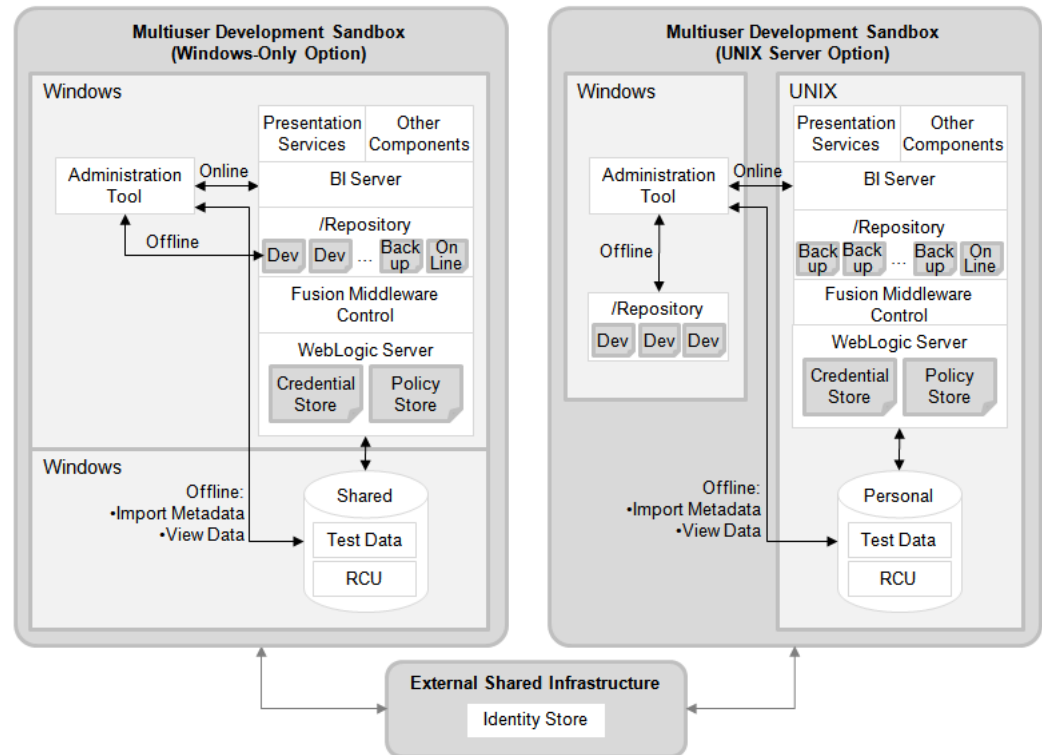 Multiuser Development Sandbox
(Windows-Only Option)
Windows
Presentation
Services
Other
Components
Administration
Tool
Online
BI Server
Offline
/Repository
Dev
Dev
...
Back
up
On
Line
Fusion Middleware
Control
WebLogic Server
Credential
Store
Policy
Store
Windows
Offline:
•Import Metadata
•View Data
Shared
Test Data
RCU
Multiuser Development Sandbox
(UNIX Server Option)
Windows
Administration
Tool
Online
Offline
/Repository
Dev
Dev
Dev
UNIX
Presentation
Services
Other
Components
BI Server
/Repository
Back
up
Back
up
...
Back
up
On
Line
Fusion Middleware
Control
WebLogic Server
Credential
Store
Policy
Store
Offline:
•Import Metadata
•View Data
Personal
Test Data
RCU
External Shared Infrastructure
Identity Store